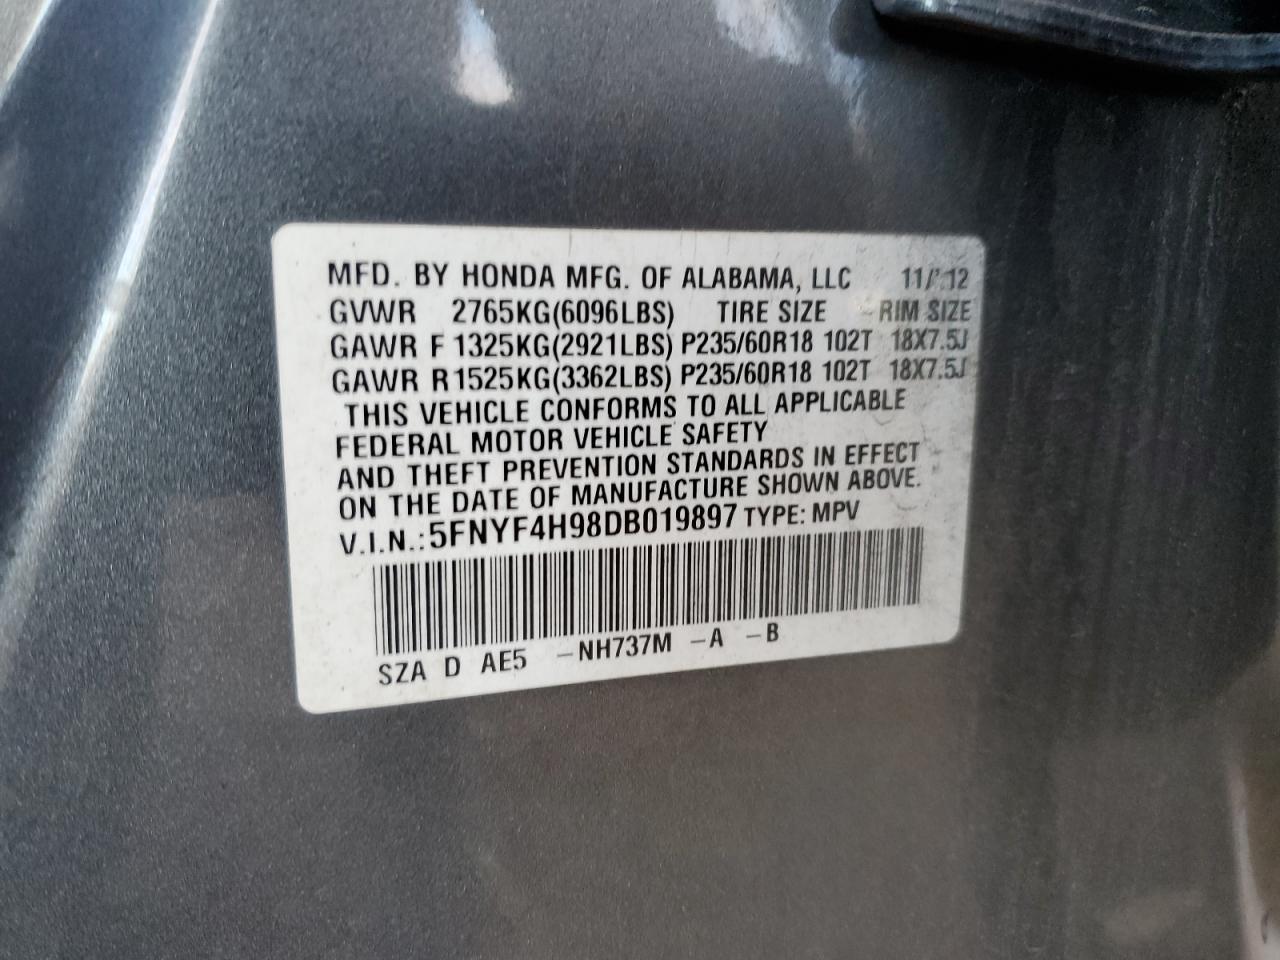 MFD. BY HONDA MFG. OF ALABAMA, LLC 11/12
GVWR 2765KG(6096LBS) TIRE SIZE RIM SIZE
GAWR F 1325KG(2921LBS) P235/60R18 102T 18X7.5J
GAWR R 1525KG(3362LBS) P235/60R18 102T 18X7.5J
THIS VEHICLE CONFORMS TO ALL APPLICABLE
FEDERAL MOTOR VEHICLE SAFETY
AND THEFT PREVENTION STANDARDS IN EFFECT
ON THE DATE OF MANUFACTURE SHOWN ABOVE.
V.I.N.: 5FNYF4H98DB019897 TYPE: MPV
SZA D AE5 -NH737M -A -B